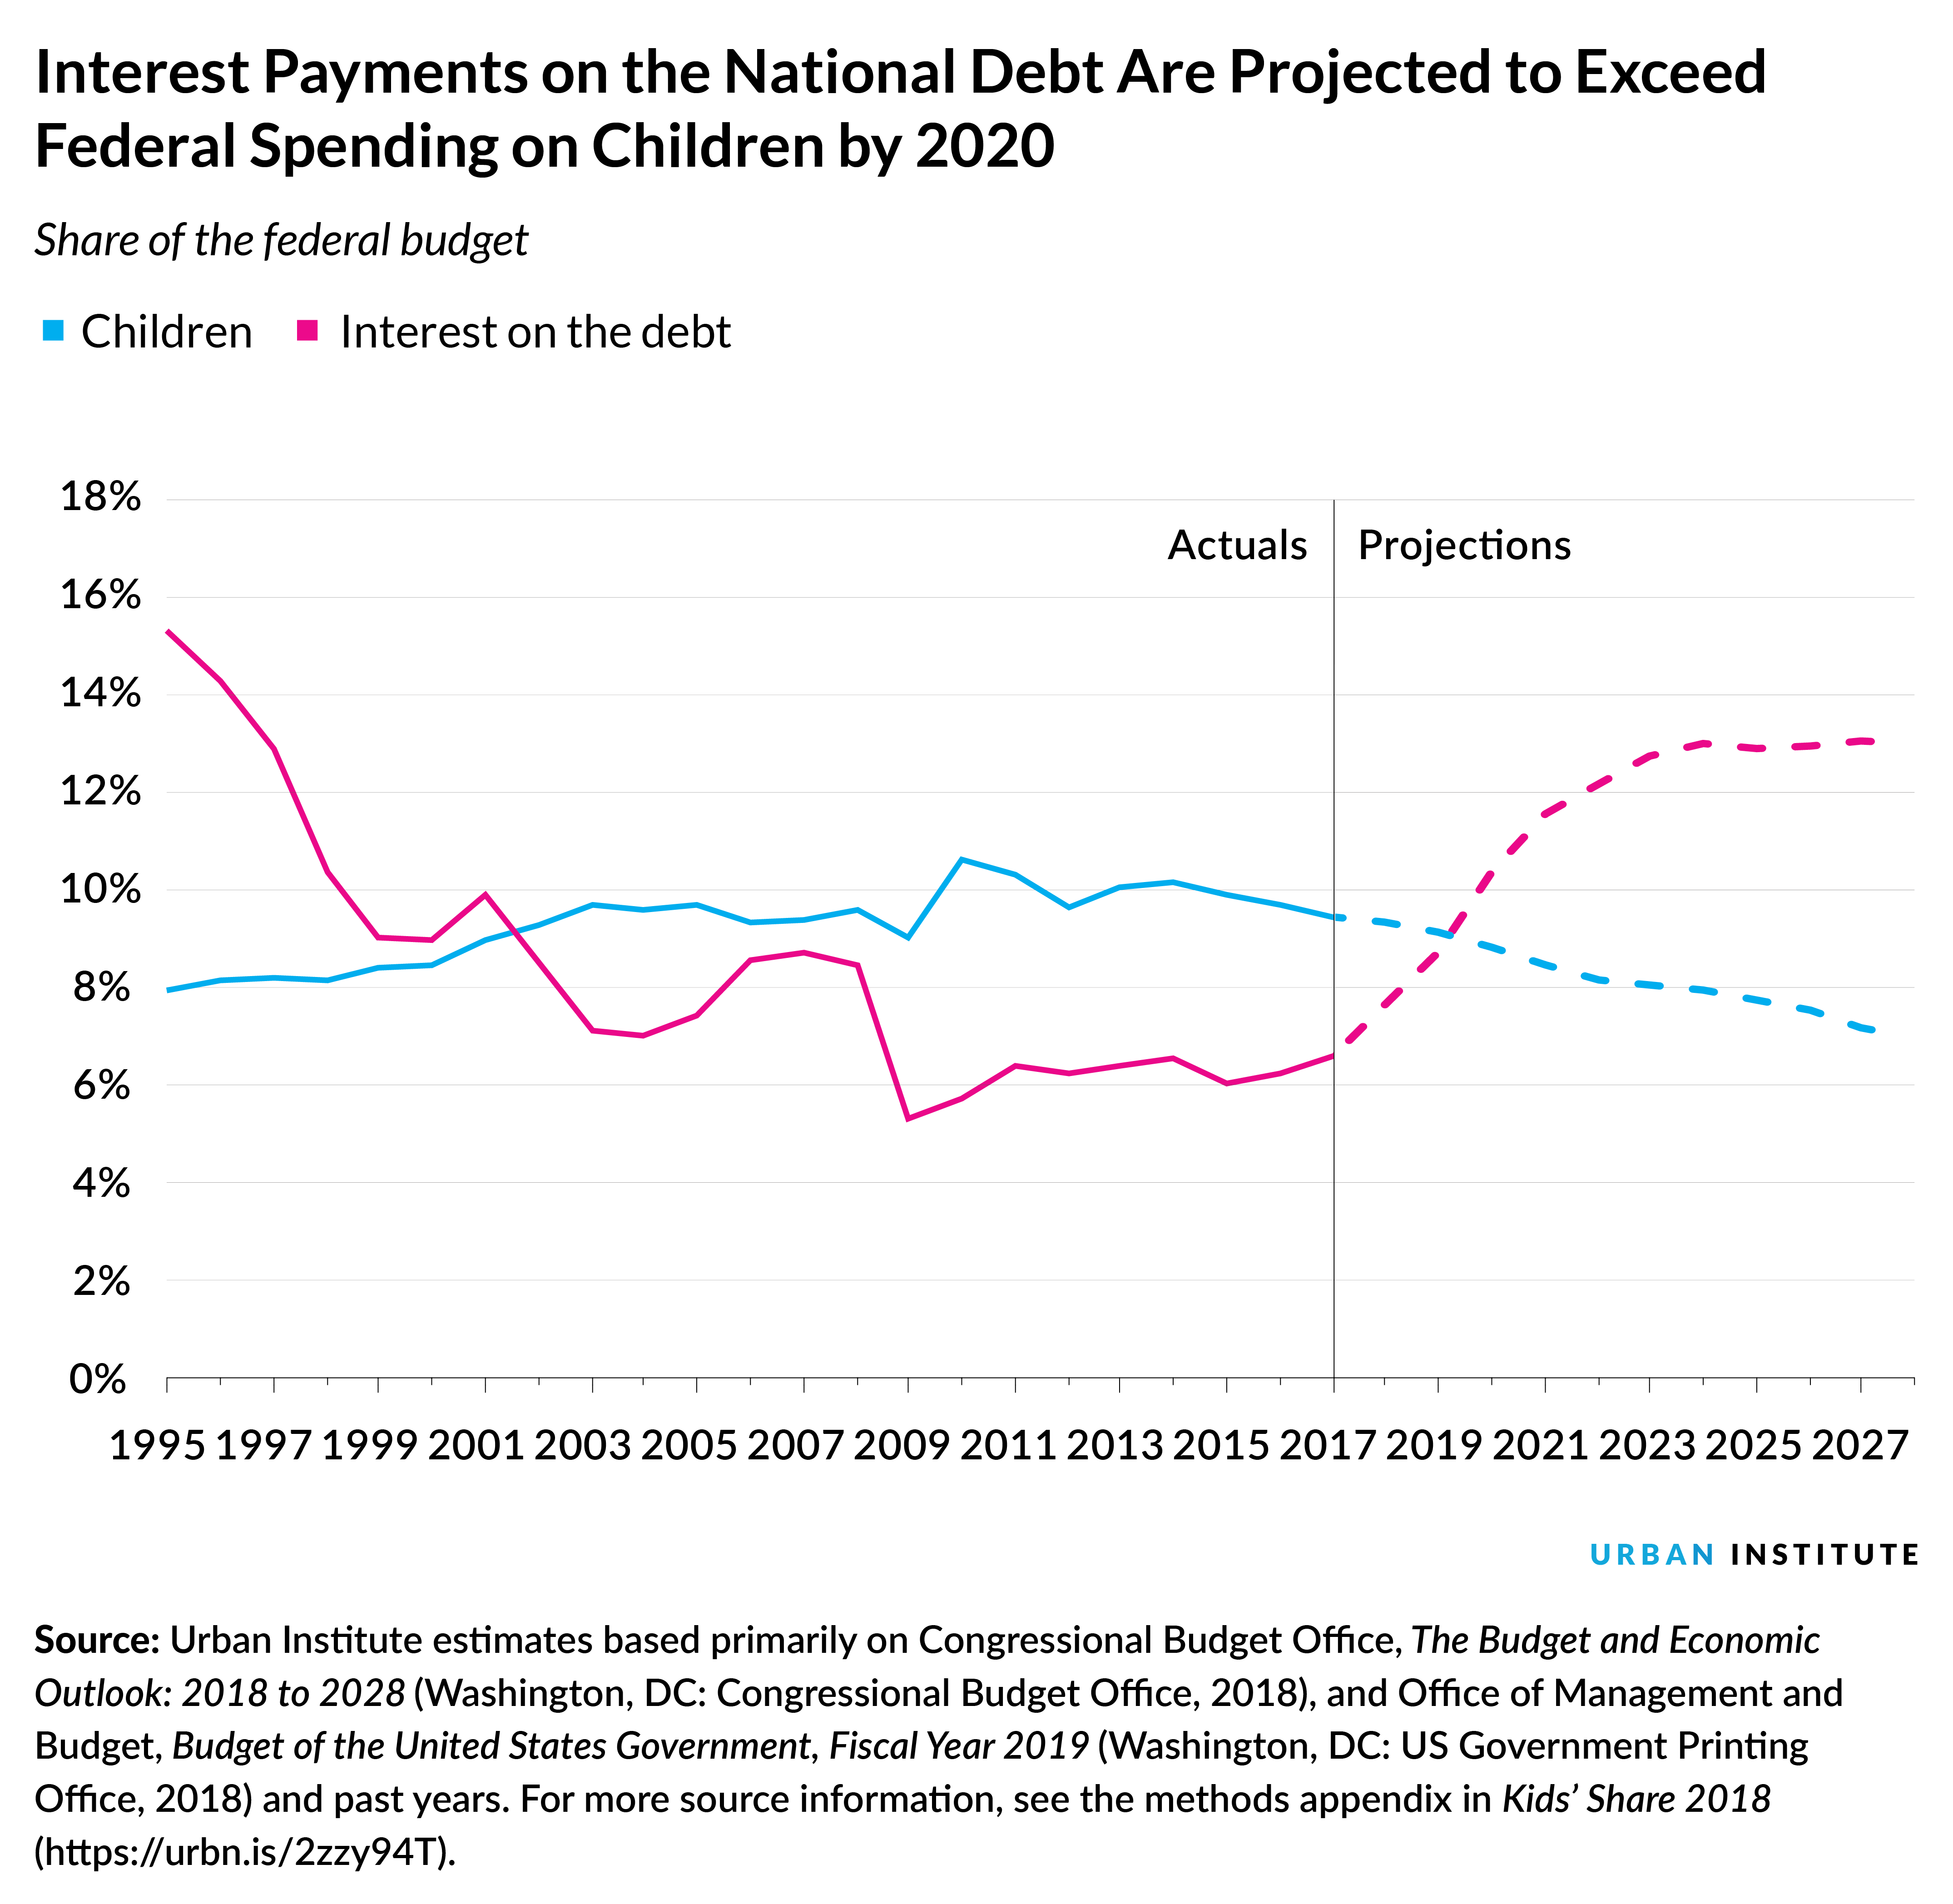 Interest Payments on the National Debt Are Projected to Exceed
Federal Spending on Children by 2020
Share of the federal budget
Children Interest on the debt
18%
Actuals Projections
16%
14%
12%
10%
8%
6%
4%
2%
0%
1995 1997 1999 2001 2003 2005 2007 2009 2011 2013 2015 2017 2019 2021 2023 2025 2027
URBAN INSTITUTE
Source: Urban Institute estimates based primarily on Congressional Budget Office, The Budget and Economic
Outlook: 2018 to 2028 (Washington, DC: Congressional Budget Office, 2018), and Office of Management and
Budget, Budget of the United States Government, Fiscal Year 2019 (Washington, DC: US Government Printing
Office, 2018) and past years. For more source information, see the methods appendix in Kids’ Share 2018
(https://urbn.is/2zzy94T).